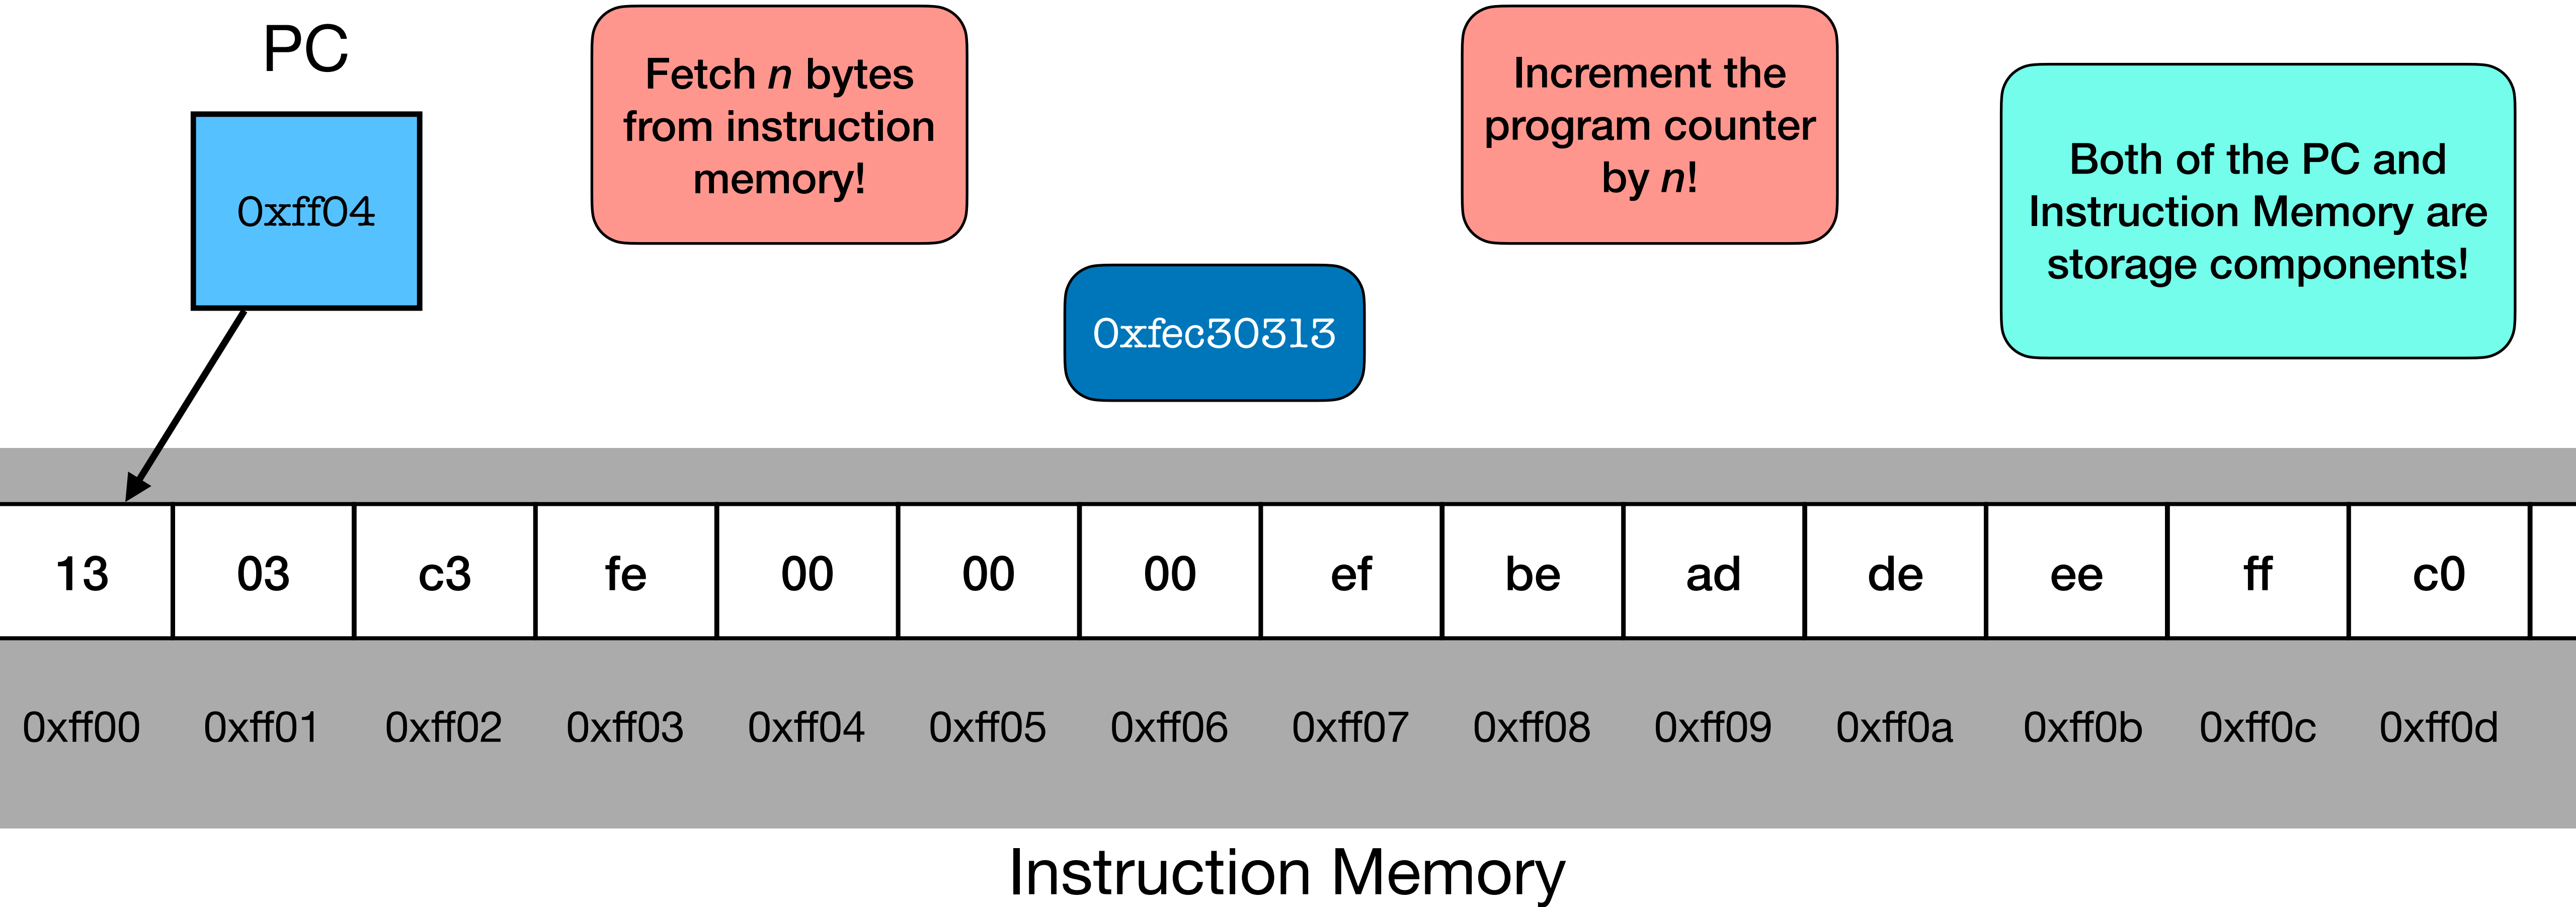 PC
0xff04
Fetch n bytes
from instruction
memory!
Increment the
program counter
by n!
Both of the PC and
Instruction Memory are
storage components!
0xfec30313
13 03 c3 fe 00 00 00 ef be ad de ee ff c0
0xff00 0xff01 0xff02 0xff03 0xff04 0xff05 0xff06 0xff07 0xff08 0xff09 0xff0a 0xff0b 0xff0c 0xff0d
Instruction Memory